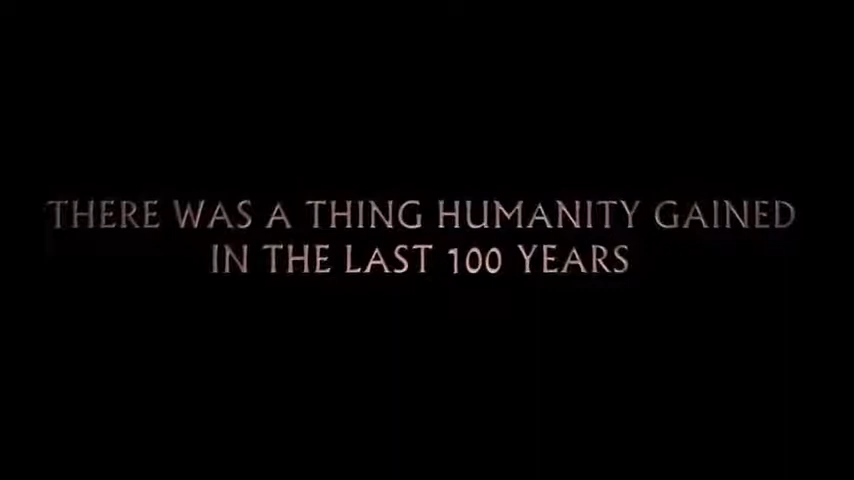 THERE WAS A THING HUMANITY GAINED
IN THE LAST 100 YEARS